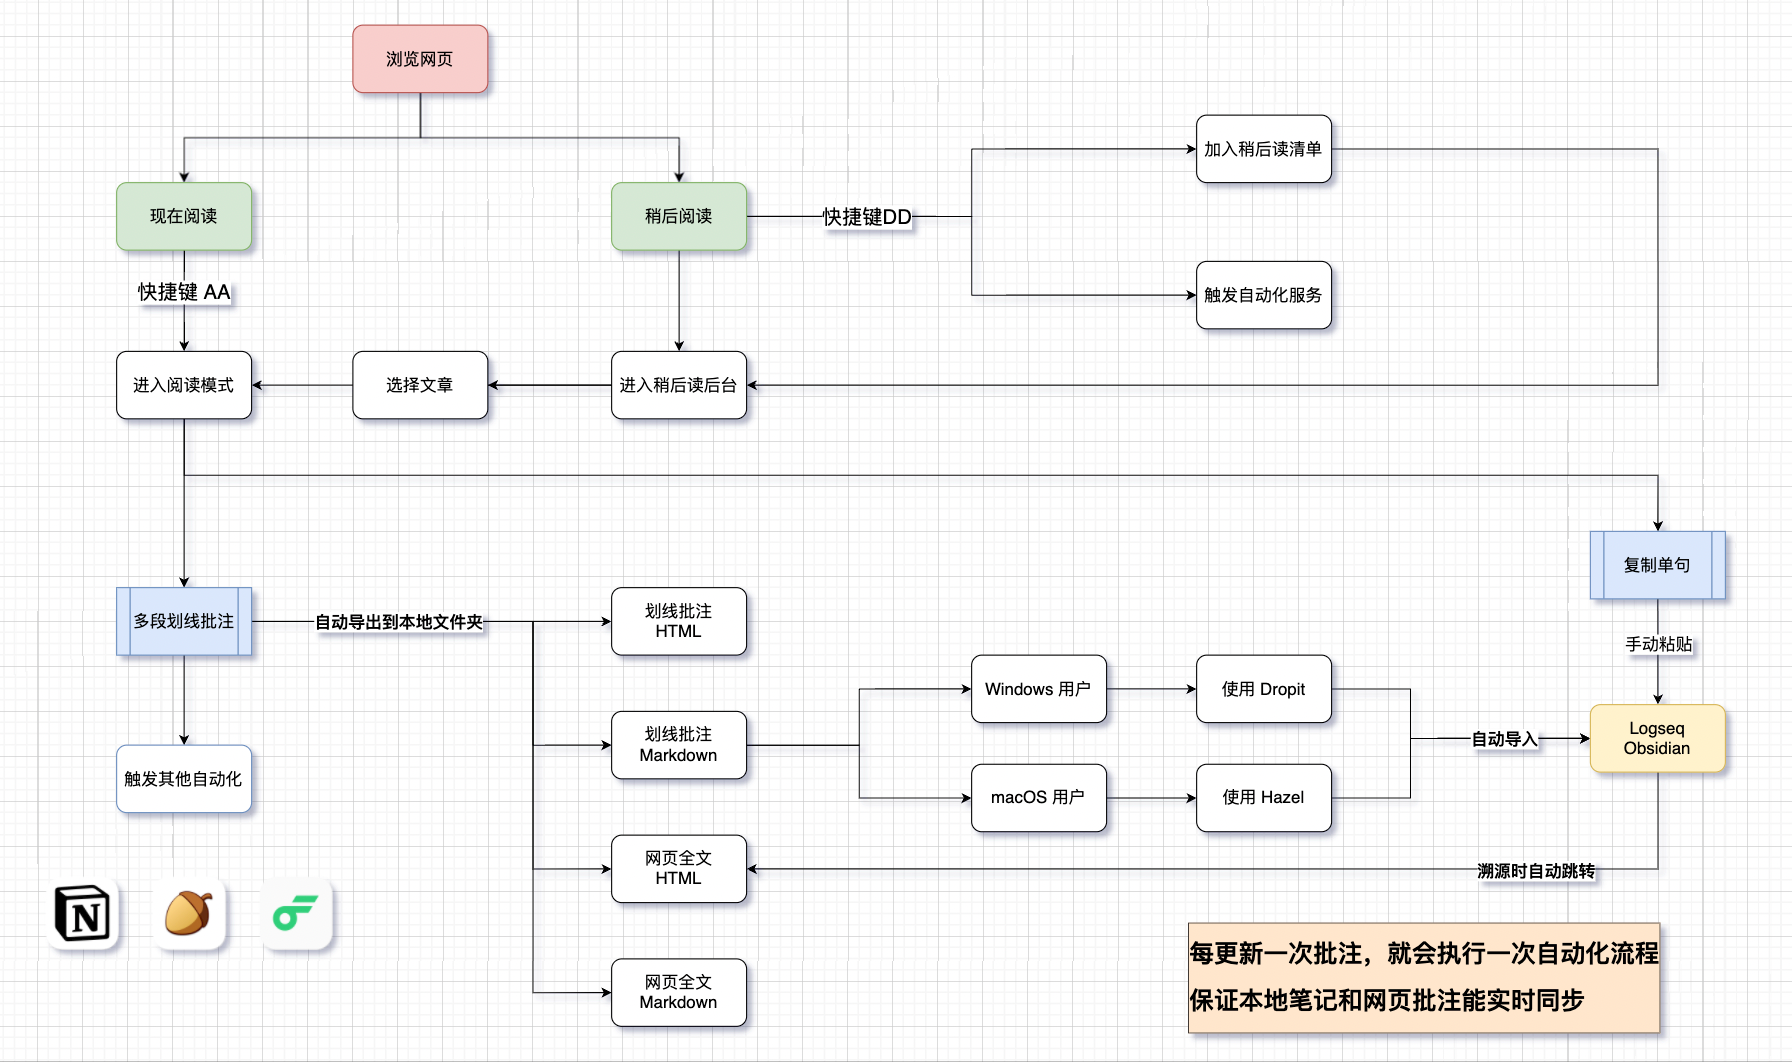 浏览网页
加入稍后读清单
现在阅读
稍后阅读
快捷键DD
快捷键 AA
触发自动化服务
进入阅读模式
选择文章
进入稍后读后台
复制单句
多段划线批注
自动导出到本地文件夹
划线批注
HTML
手动粘贴
Windows 用户
使用 Dropit
划线批注
Markdown
自动导入
Logseq
Obsidian
触发其他自动化
macOS 用户
使用 Hazel
网页全文
HTML
溯源时自动跳转
N
每更新一次批注，就会执行一次自动化流程
保证本地笔记和网页批注能实时同步
网页全文
Markdown